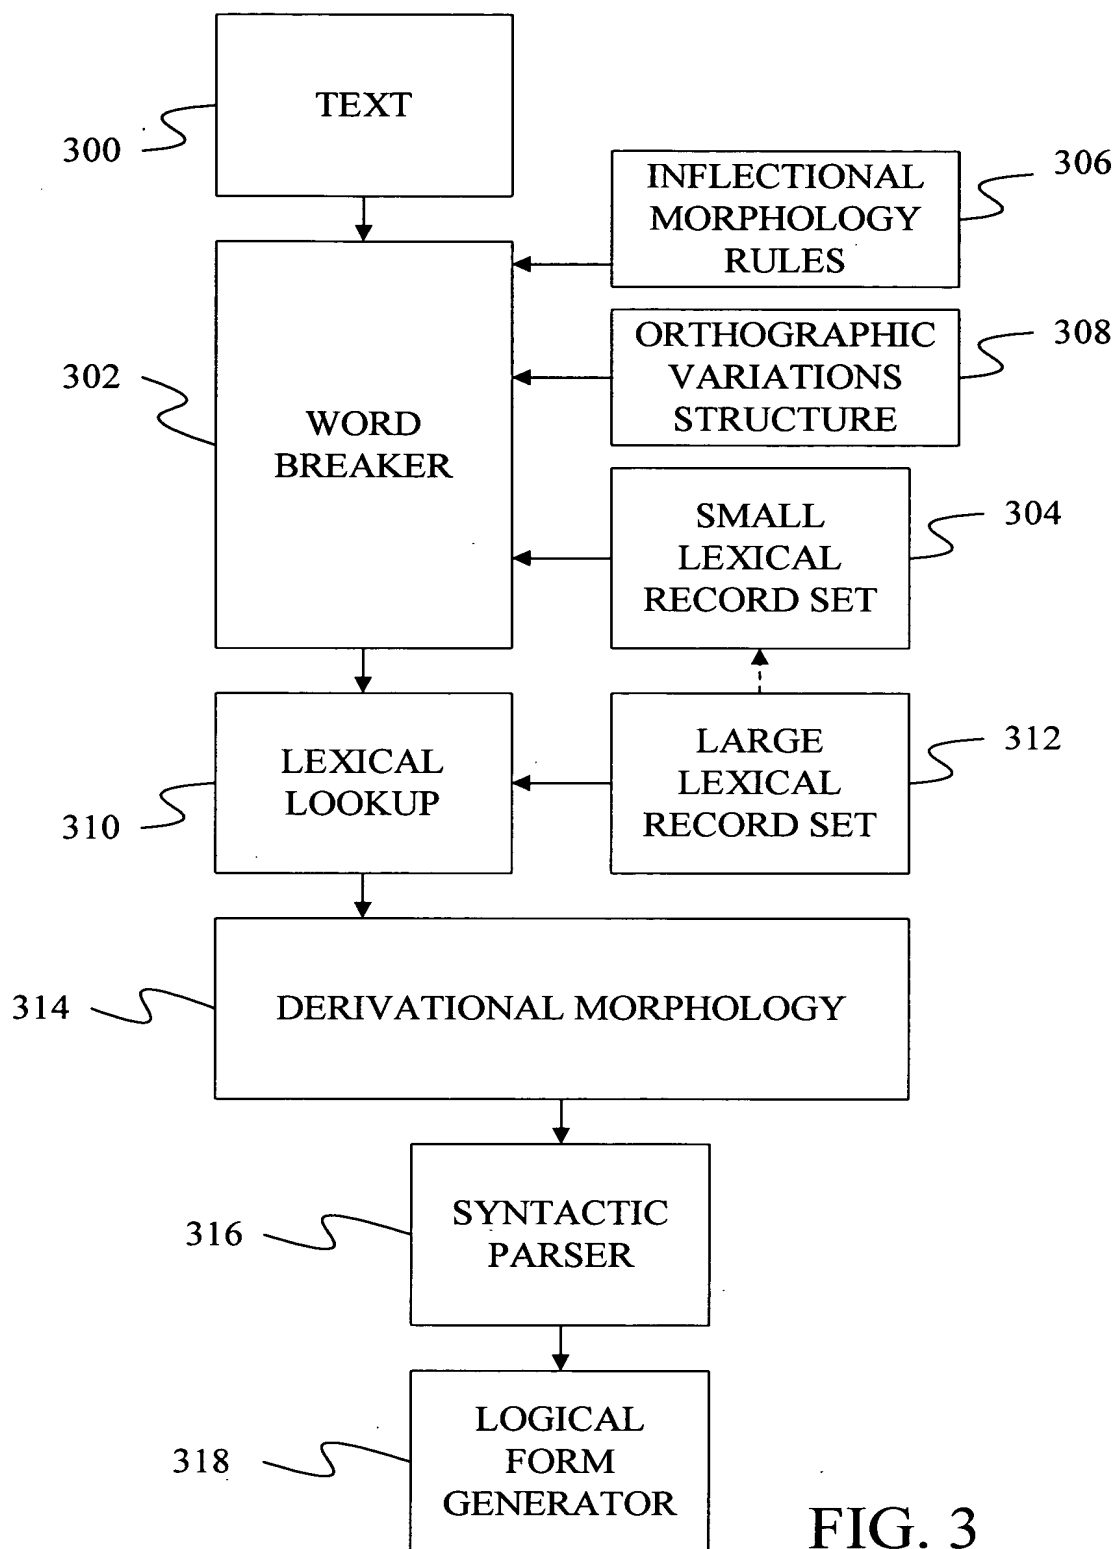 TEXT
300
INFLECTIONAL
MORPHOLOGY
RULES
306
ORTHOGRAPHIC
VARIATIONS
STRUCTURE
308
302
WORD
BREAKER
SMALL
LEXICAL
RECORD SET
304
LEXICAL
LOOKUP
310
LARGE
LEXICAL
RECORD SET
312
314
DERIVATIONAL MORPHOLOGY
316
SYNTACTIC
PARSER
318
LOGICAL
FORM
GENERATOR
FIG. 3